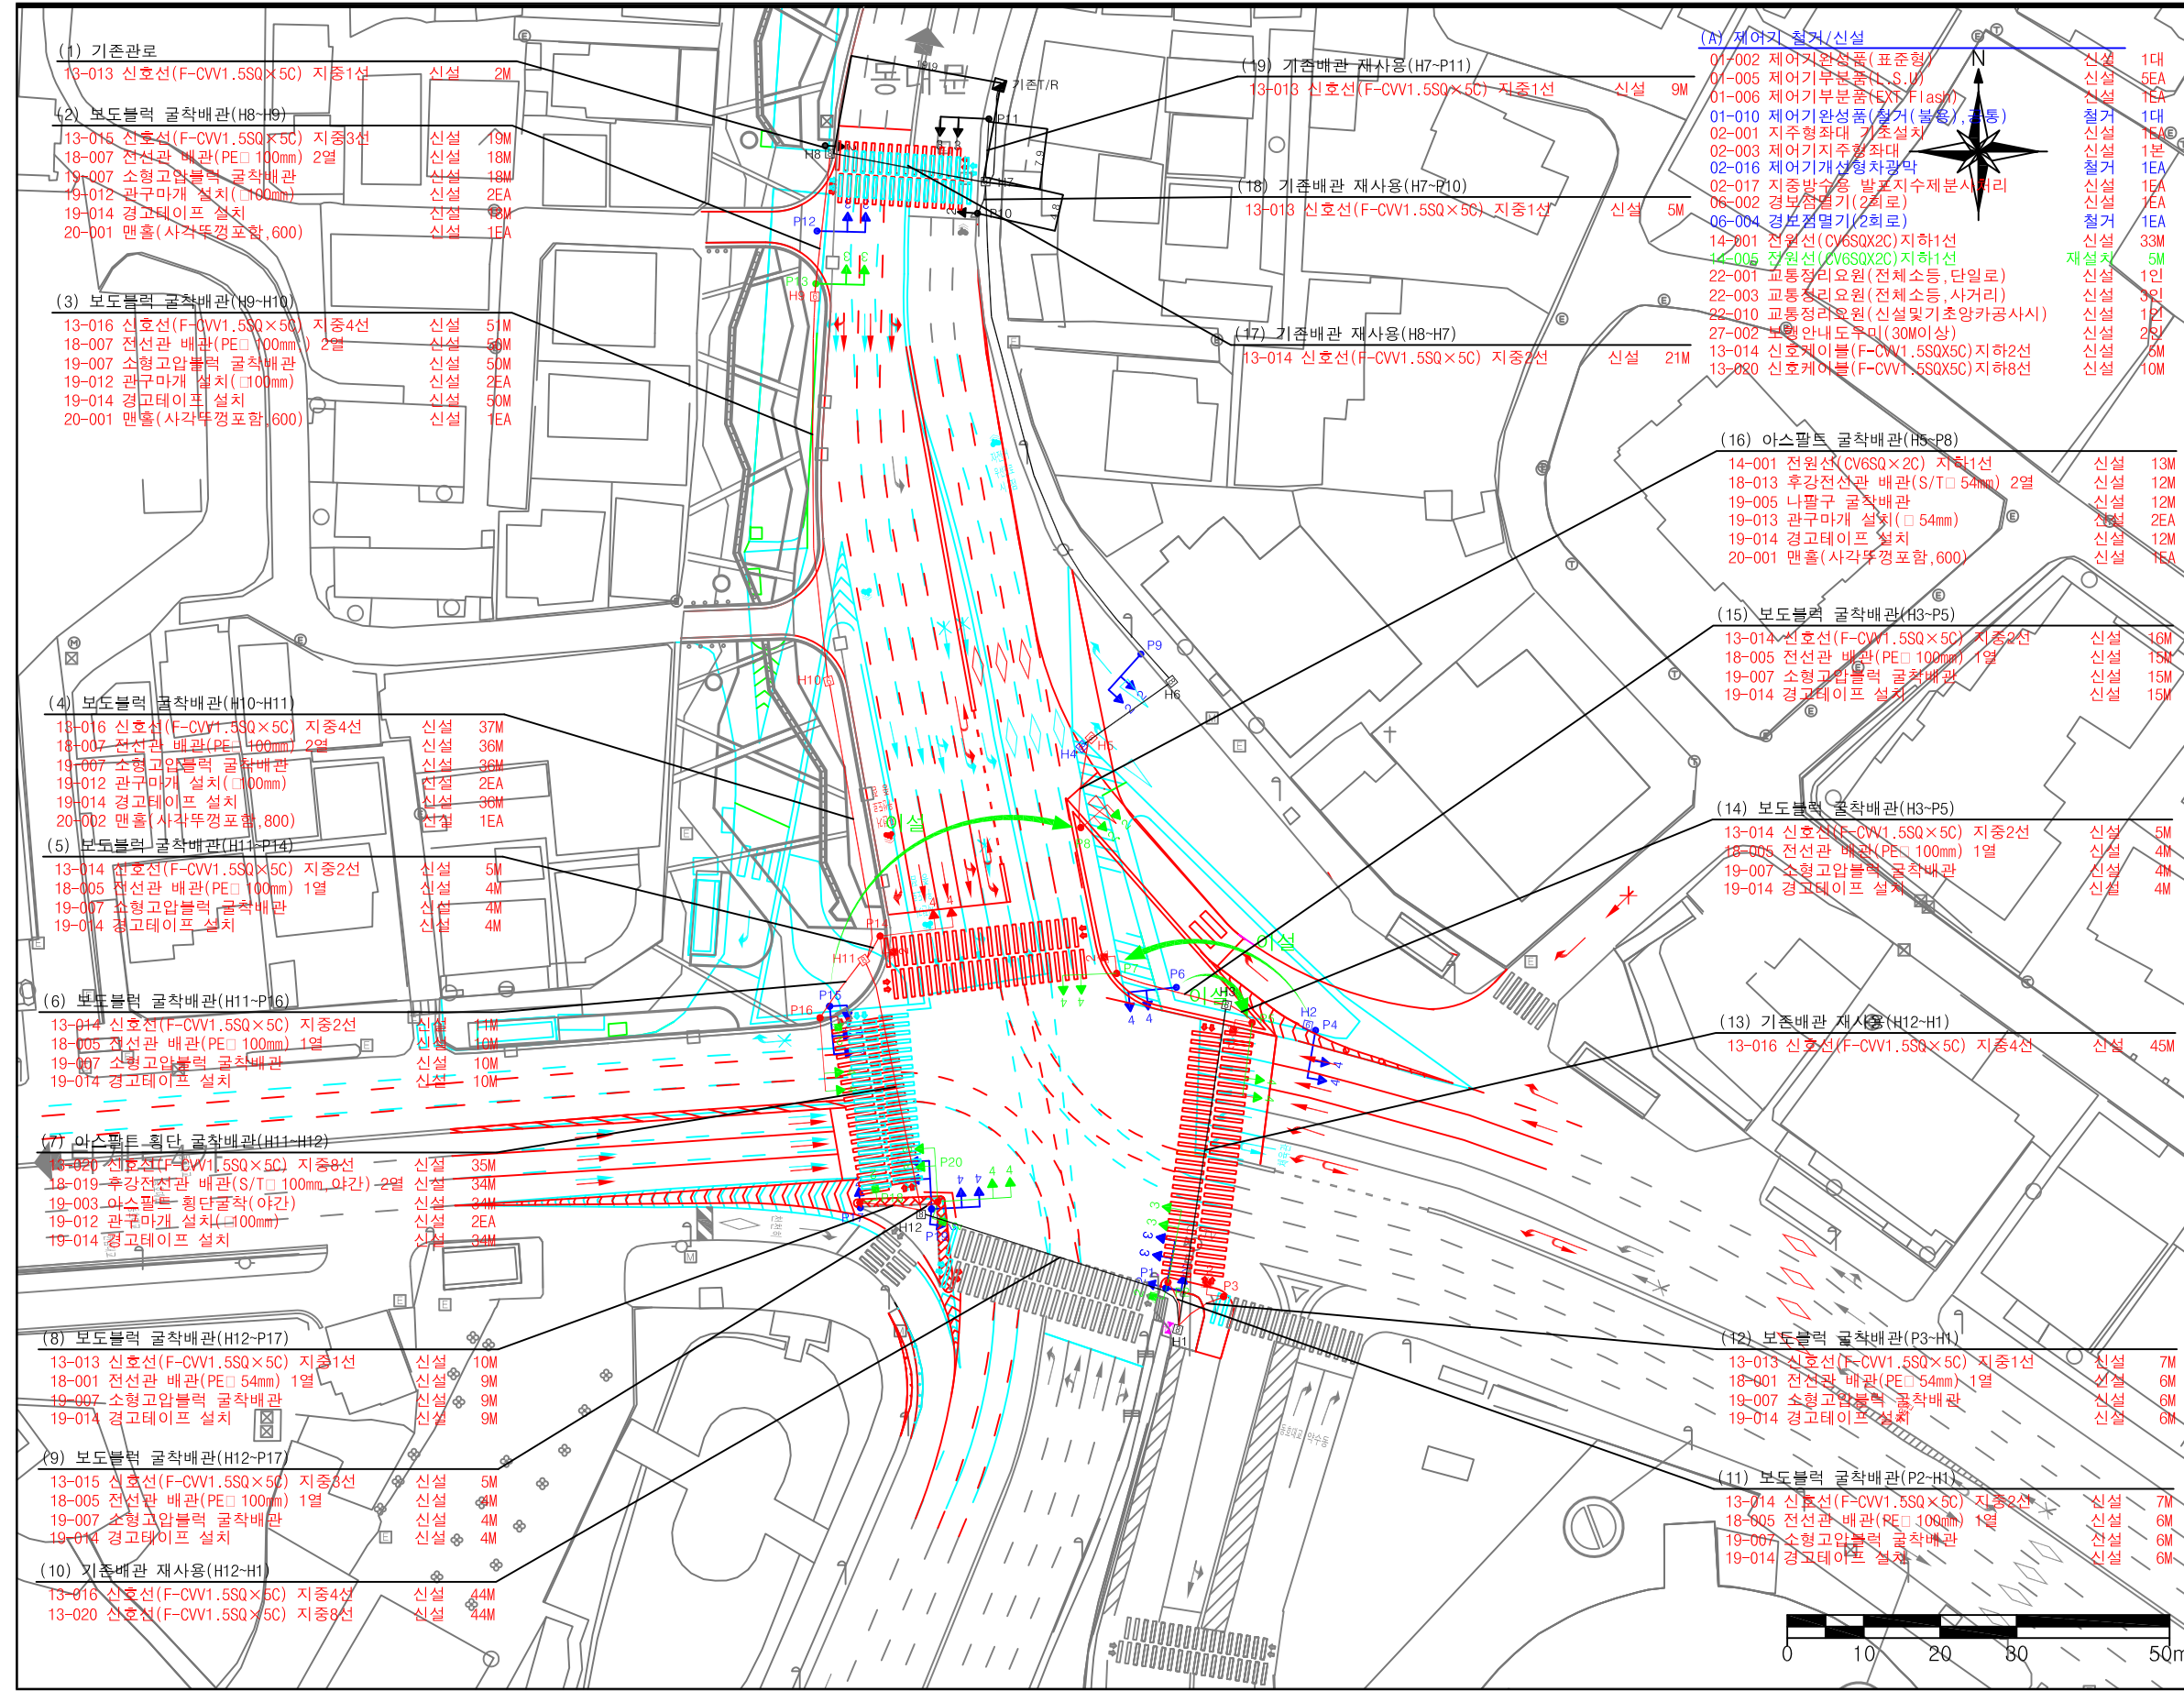 (1) 기존관로
13-013 신호선(F-CVV1.5SQ×5C) 지중1선 신설 2M
(2) 보도블럭 굴착배관(H8~H9)
13-015 신호선(F-CVV1.5SQ×5C) 지중3선 신설 19M
18-007 전선관 배관(PE□ 100mm) 2열 신설 18M
19-007 소형고압블럭 굴착배관 신설 18M
19-012 관구마개 설치(□100mm) 신설 2EA
19-014 경고테이프 설치 신설 18M
20-001 맨홀(사각뚜껑포함,600) 신설 1EA
(3) 보도블럭 굴착배관(H9~H10)
13-016 신호선(F-CVV1.5SQ×5C) 지중4선 신설 51M
18-007 전선관 배관(PE□ 100mm) 2열 신설 50M
19-007 소형고압블럭 굴착배관 신설 50M
19-012 관구마개 설치(□100mm) 신설 2EA
19-014 경고테이프 설치 신설 50M
20-001 맨홀(사각뚜껑포함,600) 신설 1EA
(4) 보도블럭 굴착배관(H10~H11)
13-016 신호선(F-CVV1.5SQ×5C) 지중4선 신설 37M
18-007 전선관 배관(PE□ 100mm) 2열 신설 36M
19-007 소형고압블럭 굴착배관 신설 36M
19-012 관구마개 설치(□100mm) 신설 2EA
19-014 경고테이프 설치 신설 36M
20-002 맨홀(사각뚜껑포함,800) 신설 1EA
(5) 보도블럭 굴착배관(H11~P14)
13-014 신호선(F-CVV1.5SQ×5C) 지중2선 신설 5M
18-005 전선관 배관(PE□ 100mm) 1열 신설 4M
19-007 소형고압블럭 굴착배관 신설 4M
19-014 경고테이프 설치 신설 4M
(6) 보도블럭 굴착배관(H11~P16)
13-014 신호선(F-CVV1.5SQ×5C) 지중2선 신설 11M
18-005 전선관 배관(PE□ 100mm) 1열 신설 10M
19-007 소형고압블럭 굴착배관 신설 10M
19-014 경고테이프 설치 신설 10M
(7) 아스팔트 횡단 굴착배관(H11~H12)
13-020 신호선(F-CVV1.5SQ×5C) 지중8선 신설 35M
18-019 후강전선관 배관(S/T□ 100mm,야간) 2열 신설 34M
19-003 아스팔트 횡단굴착(야간) 신설 34M
19-012 관구마개 설치(□100mm) 신설 2EA
19-014 경고테이프 설치 신설 34M
(8) 보도블럭 굴착배관(H12~P17)
13-013 신호선(F-CVV1.5SQ×5C) 지중1선 신설 10M
18-001 전선관 배관(PE□ 54mm) 1열 신설 9M
19-007 소형고압블럭 굴착배관 신설 9M
19-014 경고테이프 설치 신설 9M
(9) 보도블럭 굴착배관(H12~P17)
13-015 신호선(F-CVV1.5SQ×5C) 지중3선 신설 5M
18-005 전선관 배관(PE□ 100mm) 1열 신설 4M
19-007 소형고압블럭 굴착배관 신설 4M
19-014 경고테이프 설치 신설 4M
(10) 기존배관 재사용(H12~H1)
13-016 신호선(F-CVV1.5SQ×5C) 지중4선 신설 44M
13-020 신호선(F-CVV1.5SQ×5C) 지중8선 신설 44M
동대문
기존T/R
P11
H8
H7
P10
P12
P13
H9
H10
P9
H6
H4
H5
이설
P8
P14
H11
P7
이설
P6
이설
H3
H2
P4
P15
P16
P20
P17
H12
P19
P1
P3
H1
(19) 기존배관 재사용(H7~P11)
13-013 신호선(F-CVV1.5SQ×5C) 지중1선 신설 9M
(18) 기존배관 재사용(H7~P10)
13-013 신호선(F-CVV1.5SQ×5C) 지중1선 신설 5M
(17) 기존배관 재사용(H8~H7)
13-014 신호선(F-CVV1.5SQ×5C) 지중2선 신설 21M
(A) 제어기 철거/신설
N
01-002 제어기완성품(표준형) 신설 1대
01-005 제어기부분품(L.S.U) 신설 5EA
01-006 제어기부분품(EXT/Flash) 신설 1EA
01-010 제어기완성품(철거(불용),공통) 철거 1대
02-001 지주형좌대 기초설치 신설 1EA
02-003 제어기지주형좌대 신설 1본
02-016 제어기개선형차광막 철거 1EA
02-017 지중방수용 발포지수제분사처리 신설 1EA
06-002 경보점멸기(2회로) 신설 1EA
06-004 경보점멸기(2회로) 철거 1EA
14-001 전원선(CV6SQX2C)지하1선 신설 33M
14-005 전원선(CV6SQX2C)지하1선 재설치 5M
22-001 교통정리요원(전체소등,단일로) 신설 1인
22-003 교통정리요원(전체소등,사거리) 신설 3인
22-010 교통정리요원(신설및기초앙카공사시) 신설 1인
27-002 보행안내도우미(30M이상) 신설 2인
13-014 신호케이블(F-CVV1.5SQX5C)지하2선 신설 5M
13-020 신호케이블(F-CVV1.5SQX5C)지하8선 신설 10M
(16) 아스팔트 굴착배관(H5~P8)
14-001 전원선(CV6SQ×2C) 지하1선 신설 13M
18-013 후강전선관 배관(S/T□ 54mm) 2열 신설 12M
19-005 나팔구 굴착배관 신설 12M
19-013 관구마개 설치(□ 54mm) 신설 2EA
19-014 경고테이프 설치 신설 12M
20-001 맨홀(사각뚜껑포함,600) 신설 1EA
(15) 보도블럭 굴착배관(H3~P5)
13-014 신호선(F-CVV1.5SQ×5C) 지중2선 신설 16M
18-005 전선관 배관(PE□ 100mm) 1열 신설 15M
19-007 소형고압블럭 굴착배관 신설 15M
19-014 경고테이프 설치 신설 15M
(14) 보도블럭 굴착배관(H3~P5)
13-014 신호선(F-CVV1.5SQ×5C) 지중2선 신설 5M
18-005 전선관 배관(PE□ 100mm) 1열 신설 4M
19-007 소형고압블럭 굴착배관 신설 4M
19-014 경고테이프 설치 신설 4M
(13) 기존배관 재사용(H12~H1)
13-016 신호선(F-CVV1.5SQ×5C) 지중4선 신설 45M
(12) 보도블럭 굴착배관(P3~H1)
13-013 신호선(F-CVV1.5SQ×5C) 지중1선 신설 7M
18-001 전선관 배관(PE□ 54mm) 1열 신설 6M
19-007 소형고압블럭 굴착배관 신설 6M
19-014 경고테이프 설치 신설 6M
(11) 보도블럭 굴착배관(P2~H1)
13-014 신호선(F-CVV1.5SQ×5C) 지중2선 신설 7M
18-005 전선관 배관(PE□ 100mm) 1열 신설 6M
19-007 소형고압블럭 굴착배관 신설 6M
19-014 경고테이프 설치 신설 6M
0 10 20 30 50m